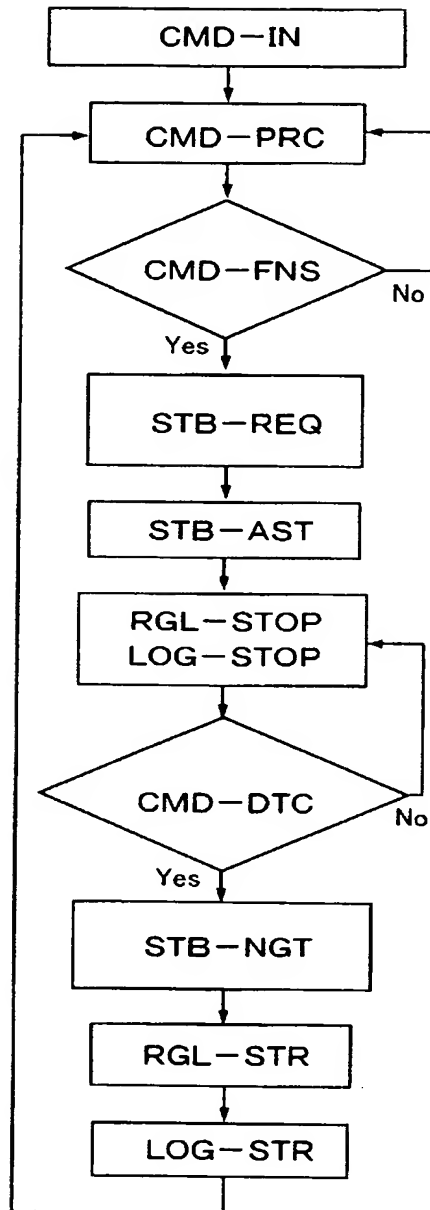 CMD-IN
CMD-PRC
CMD-FNS
No
Yes
STB-REQ
STB-AST
RGL-STOP
LOG-STOP
CMD-DTC
No
Yes
STB-NGT
RGL-STR
LOG-STR